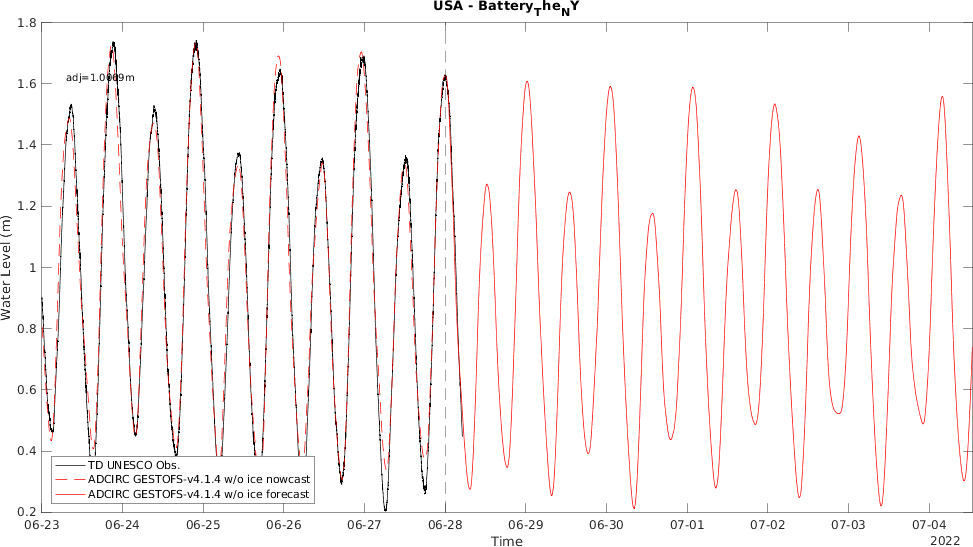 USA - Battery_The_NY
1.8
1.6
1.4
1.2
1
0.8
0.6
0.4
0.2
Water Level (m)
adj=1.0069m
TD UNESCO Obs.
ADCIRC GESTOFS-v4.1.4 w/o ice nowcast
ADCIRC GESTOFS-v4.1.4 w/o ice forecast
06-23 06-24 06-25 06-26 06-27 06-28 06-29 06-30 07-01 07-02 07-03 07-04
Time
2022